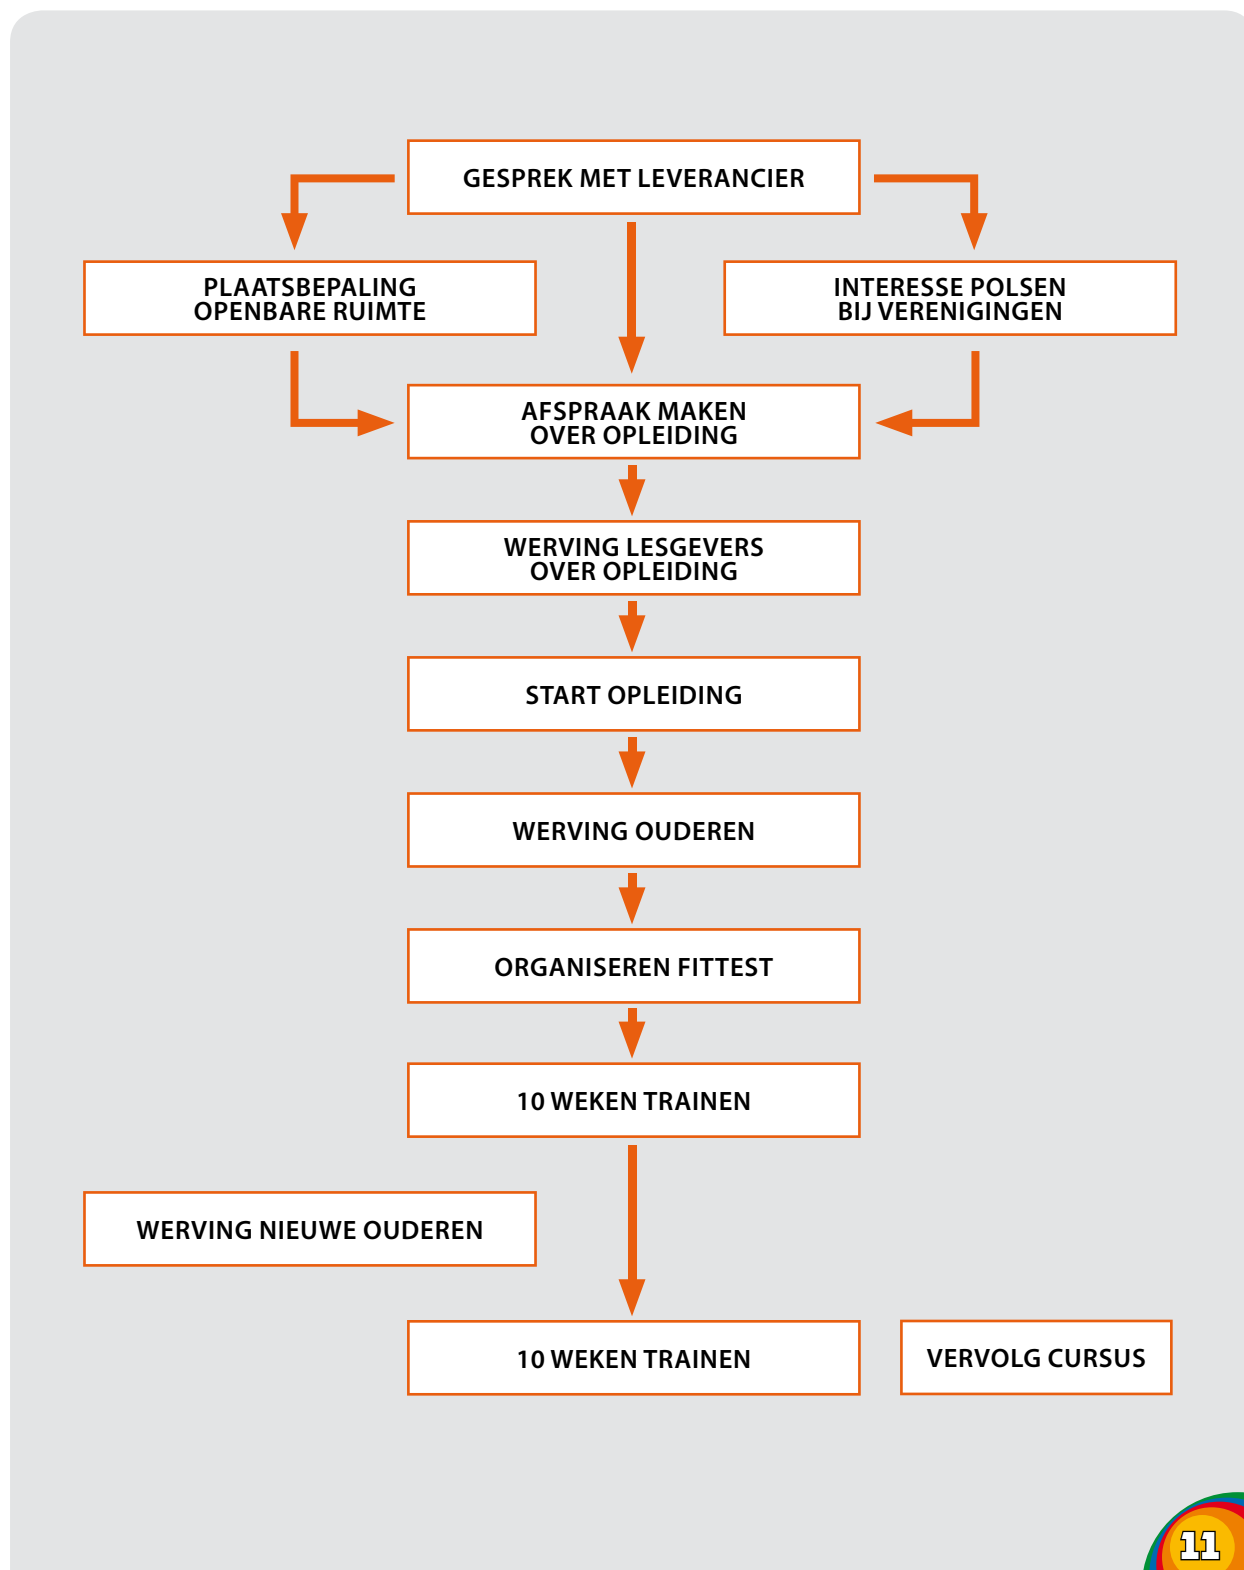 GESPREK MET LEVERANCIER
PLAATSBEPALING
OPENBARE RUIMTE
INTERESSE POLSEN
BIJ VERENIGINGEN
AFSPRAAK MAKEN
OVER OPLEIDING
WERVING LESGEVERS
OVER OPLEIDING
START OPLEIDING
WERVING OUDEREN
ORGANISEREN FITTEST
10 WEKEN TRAINEN
WERVING NIEUWE OUDEREN
10 WEKEN TRAINEN
VERVOLG CURSUS
11